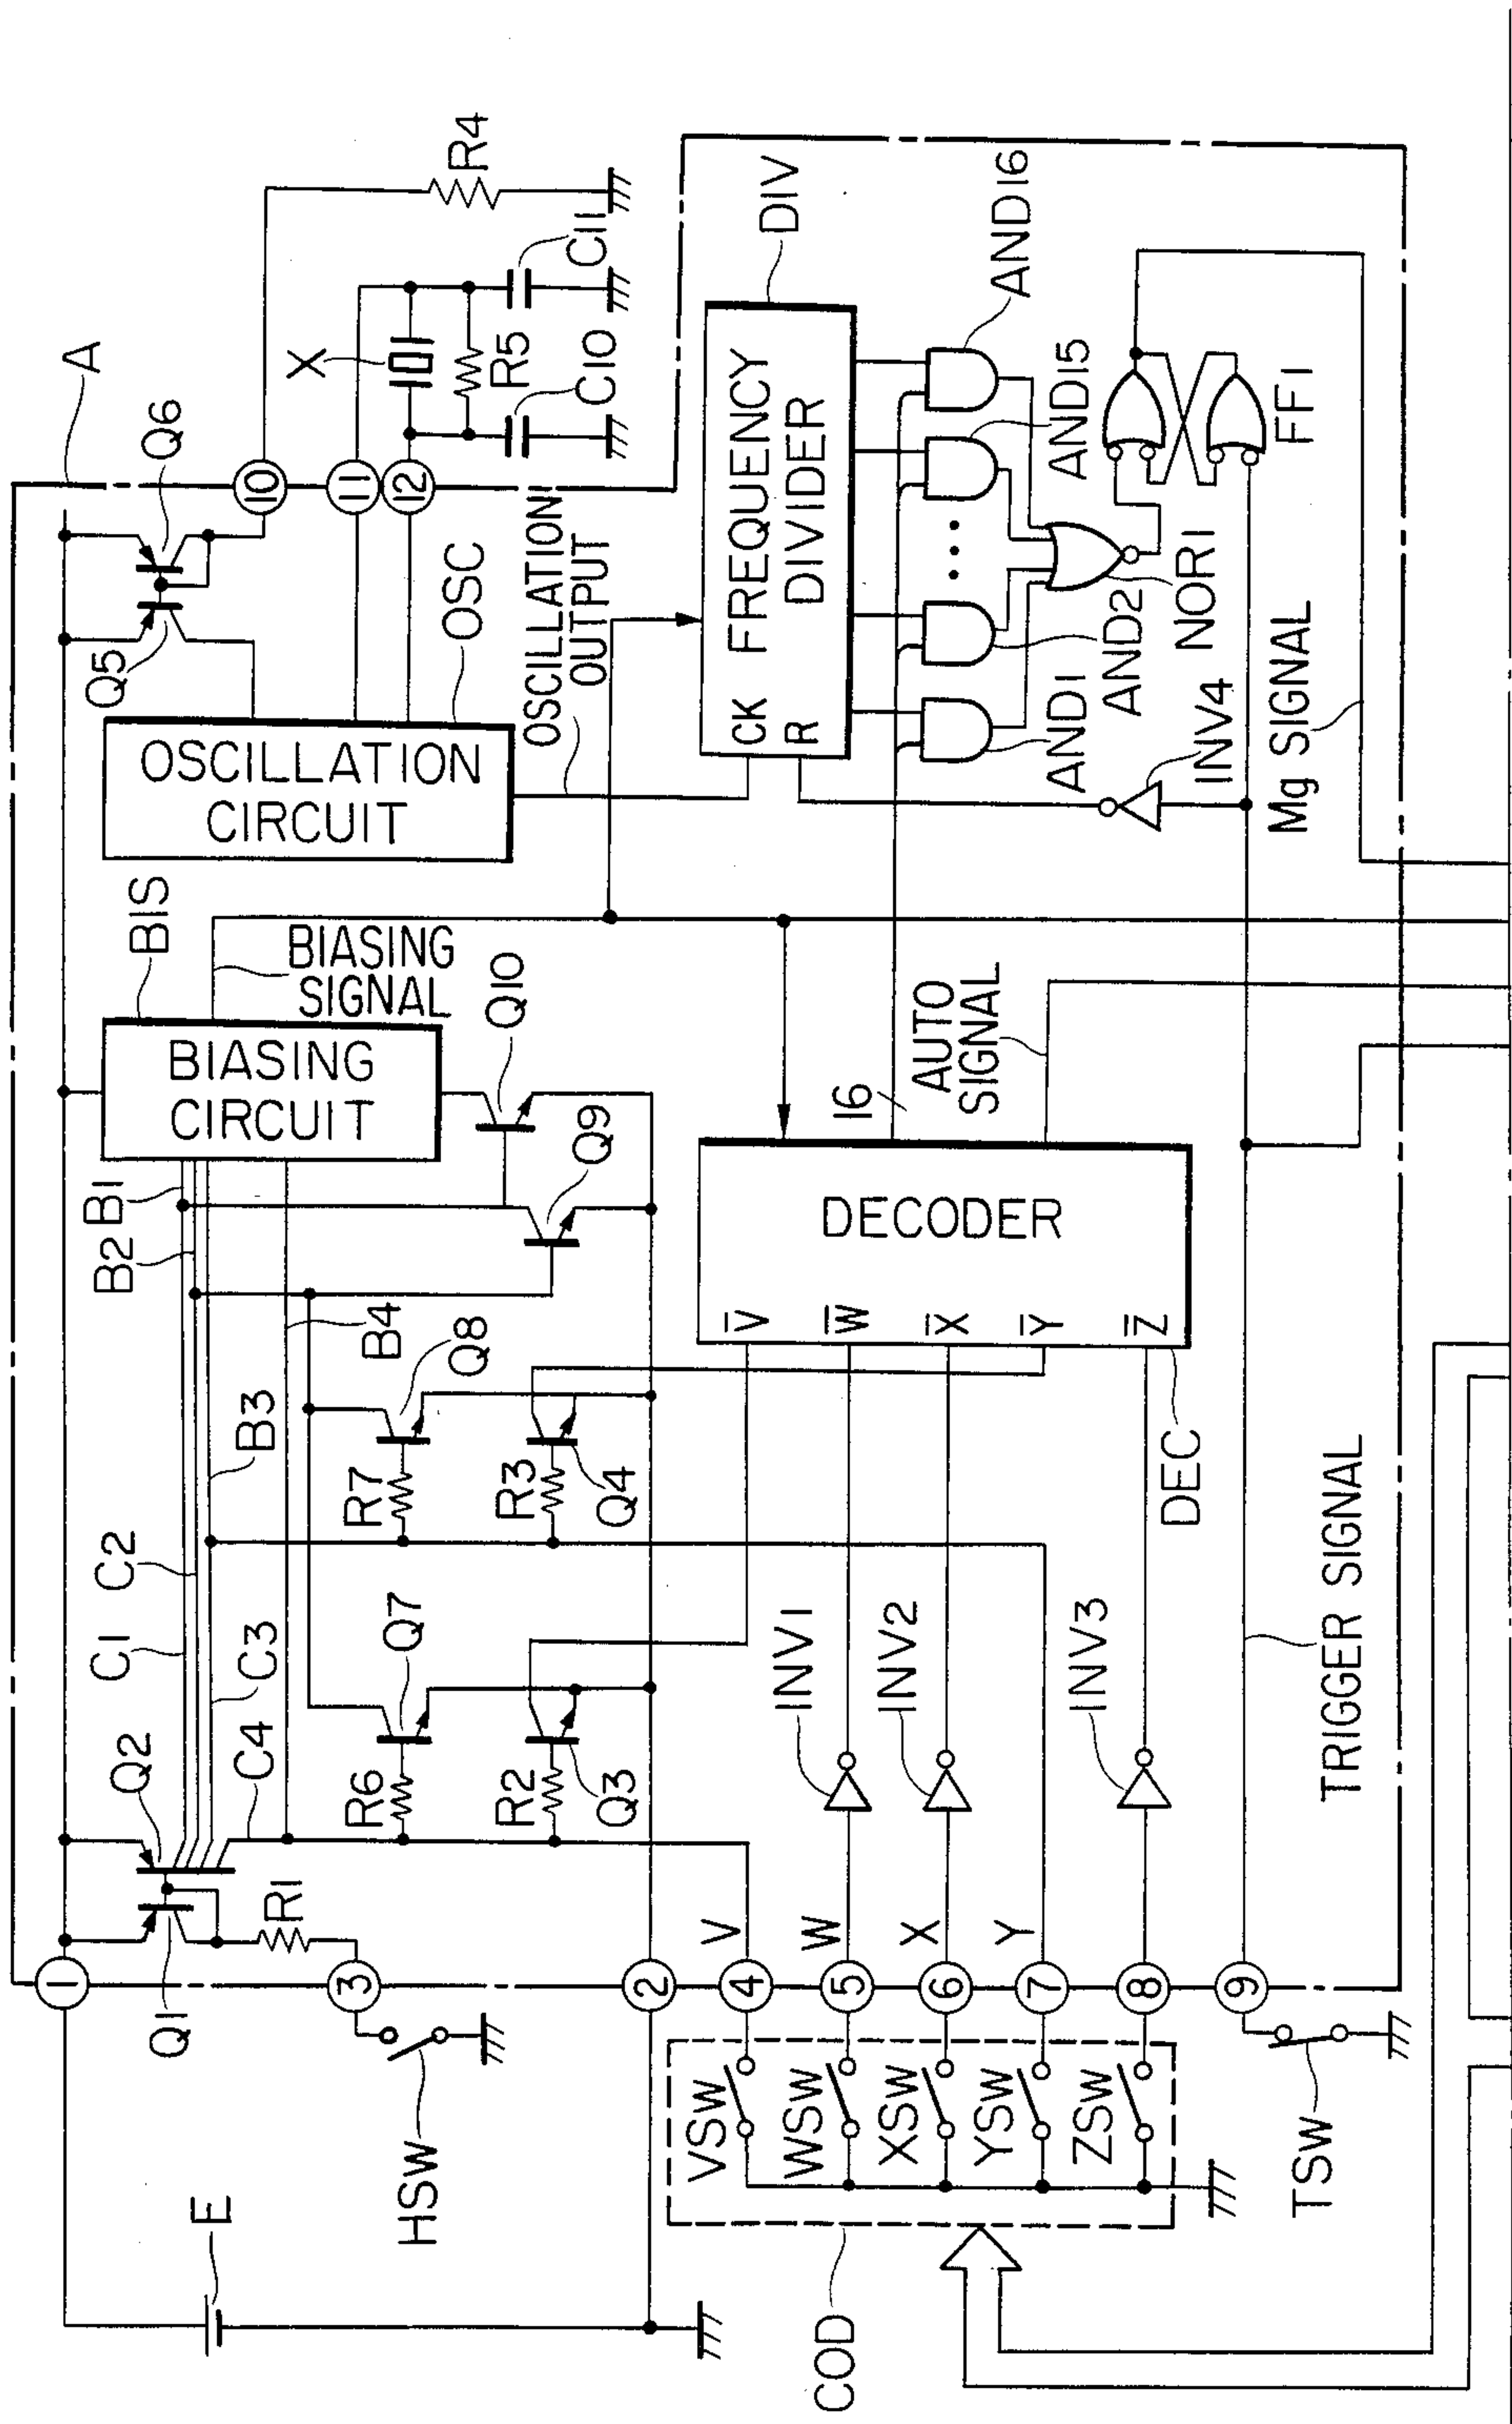 A
Q6
Q5
10
R4
11
12
X
R5
C11
C10
OSC
OSCILLATION
CIRCUIT
OSCILLATION
OUTPUT
BIS
BIASING
SIGNAL
BIASING
CIRCUIT
Q10
Q9
B1
B2
B3
B4
C1
C2
C3
C4
Q2
Q1
R1
1
3
2
HSW
E
R6
Q7
R2
Q3
R7
Q8
R3
Q4
DIV
FREQUENCY
DIVIDER
CK
R
AND1
AND2
AND15
AND16
NOR1
FF1
INV4
Mg SIGNAL
16
AUTO
SIGNAL
DECODER
V̅
W̅
X̅
Y̅
Z̅
DEC
INV1
INV2
INV3
V
W
X
Y
4
5
6
7
8
9
VSW
WSW
XSW
YSW
ZSW
COD
TSW
TRIGGER SIGNAL